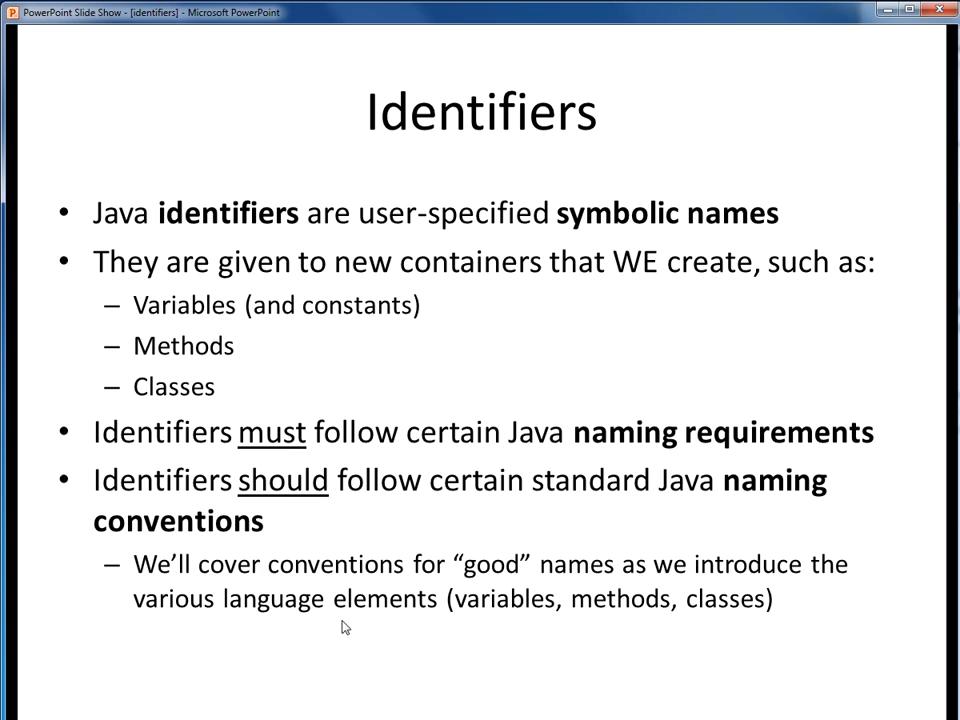 PowerPoint Slide Show - [identifiers] - Microsoft PowerPoint
Identifiers
• Java identifiers are user-specified symbolic names
• They are given to new containers that WE create, such as:
– Variables (and constants)
– Methods
– Classes
• Identifiers must follow certain Java naming requirements
• Identifiers should follow certain standard Java naming
conventions
– We’ll cover conventions for “good” names as we introduce the
various language elements (variables, methods, classes)